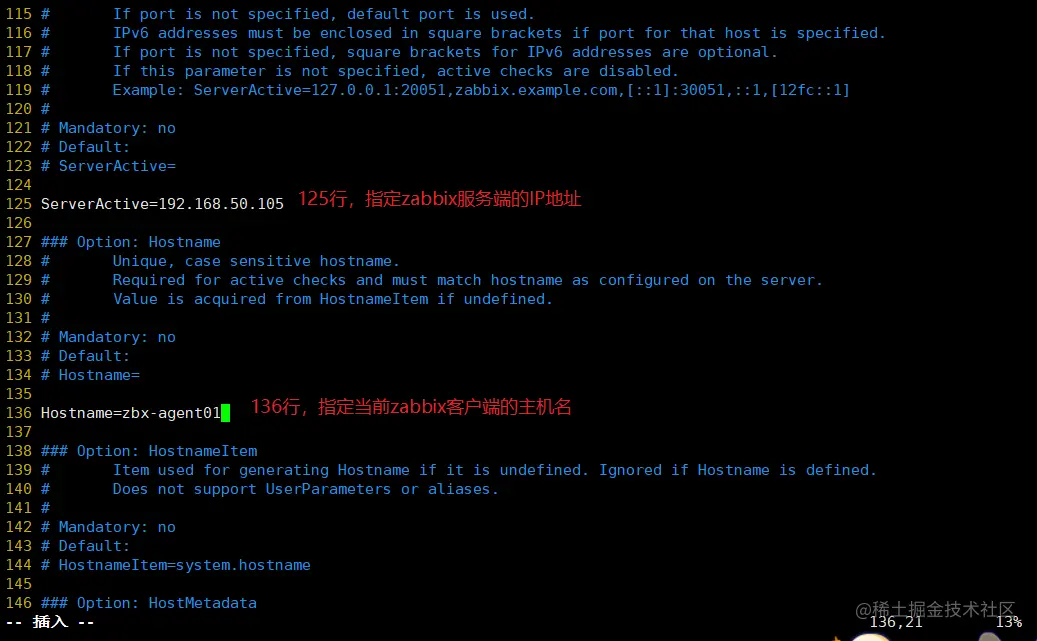 115 #       If port is not specified, default port is used.
116 #       IPv6 addresses must be enclosed in square brackets if port for that host is specified.
117 #       If port is not specified, square brackets for IPv6 addresses are optional.
118 #       If this parameter is not specified, active checks are disabled.
119 #       Example: ServerActive=127.0.0.1:20051,zabbix.example.com,[::1]:30051,::1,[12fc::1]
120 #
121 # Mandatory: no
122 # Default:
123 # ServerActive=
124
125 ServerActive=192.168.50.105 125行，指定zabbix服务端的IP地址
126
127 ### Option: Hostname
128 #       Unique, case sensitive hostname.
129 #       Required for active checks and must match hostname as configured on the server.
130 #       Value is acquired from HostnameItem if undefined.
131 #
132 # Mandatory: no
133 # Default:
134 # Hostname=
135
136 Hostname=zbx-agent01 136行，指定当前zabbix客户端的主机名
137
138 ### Option: HostnameItem
139 #       Item used for generating Hostname if it is undefined. Ignored if Hostname is defined.
140 #       Does not support UserParameters or aliases.
141 #
142 # Mandatory: no
143 # Default:
144 # HostnameItem=system.hostname
145
146 ### Option: HostMetadata
@稀土掘金技术社区
-- 插入 -- 136,21 13%